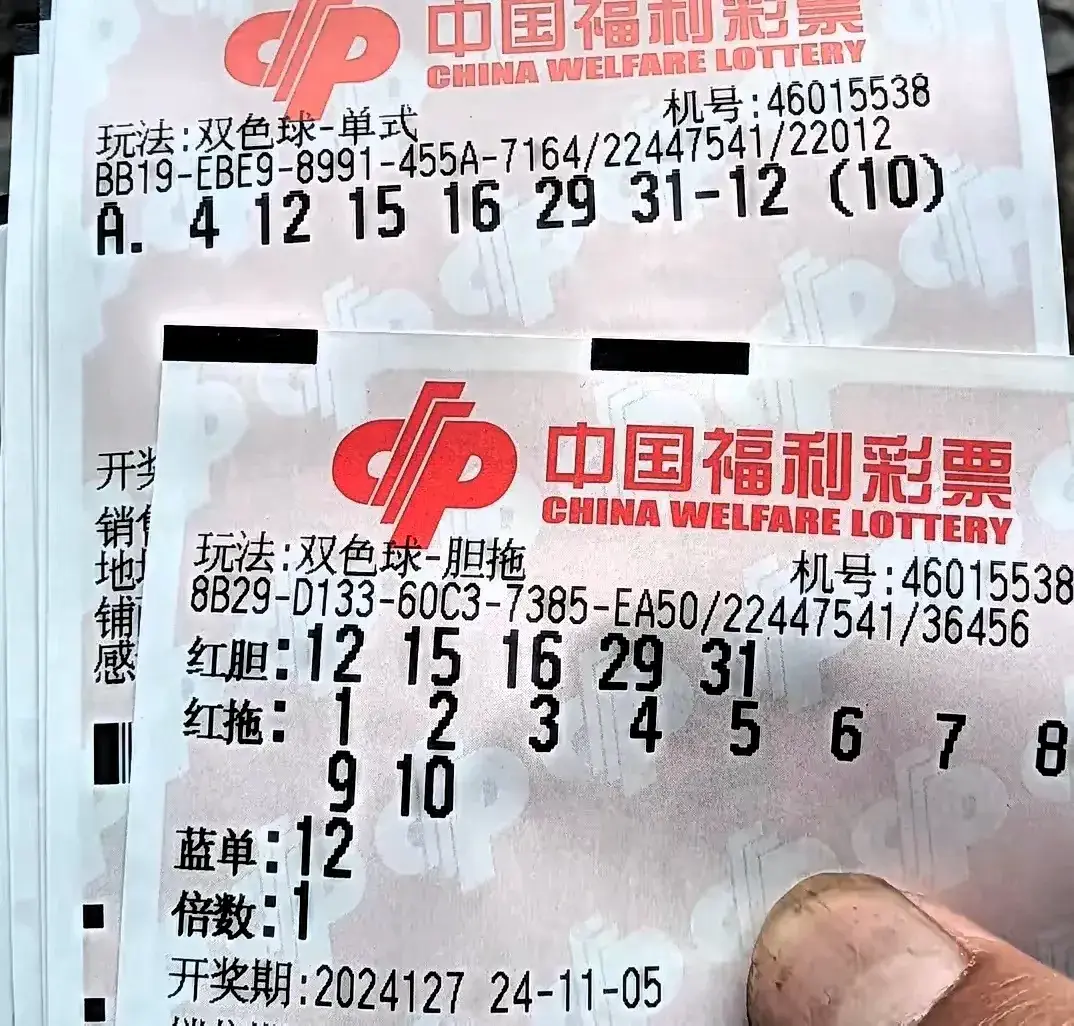 中国福利彩票
CHINA WELFARE LOTTERY
玩法:双色球-单式 机号:46015538
BB19-EBE9-8991-455A-7164/22447541/22012
A. 4 12 15 16 29 31-12 (10)
开奖
销售
地址
铺
感
中国福利彩票
CHINA WELFARE LOTTERY
玩法:双色球-胆拖 机号:46015538
8B29-D133-60C3-7385-EA50/22447541/36456
红胆:12 15 16 29 31
红拖: 1 2 3 4 5 6 7 8
9 10
蓝单:12
倍数:1
开奖期:2024127 24-11-05